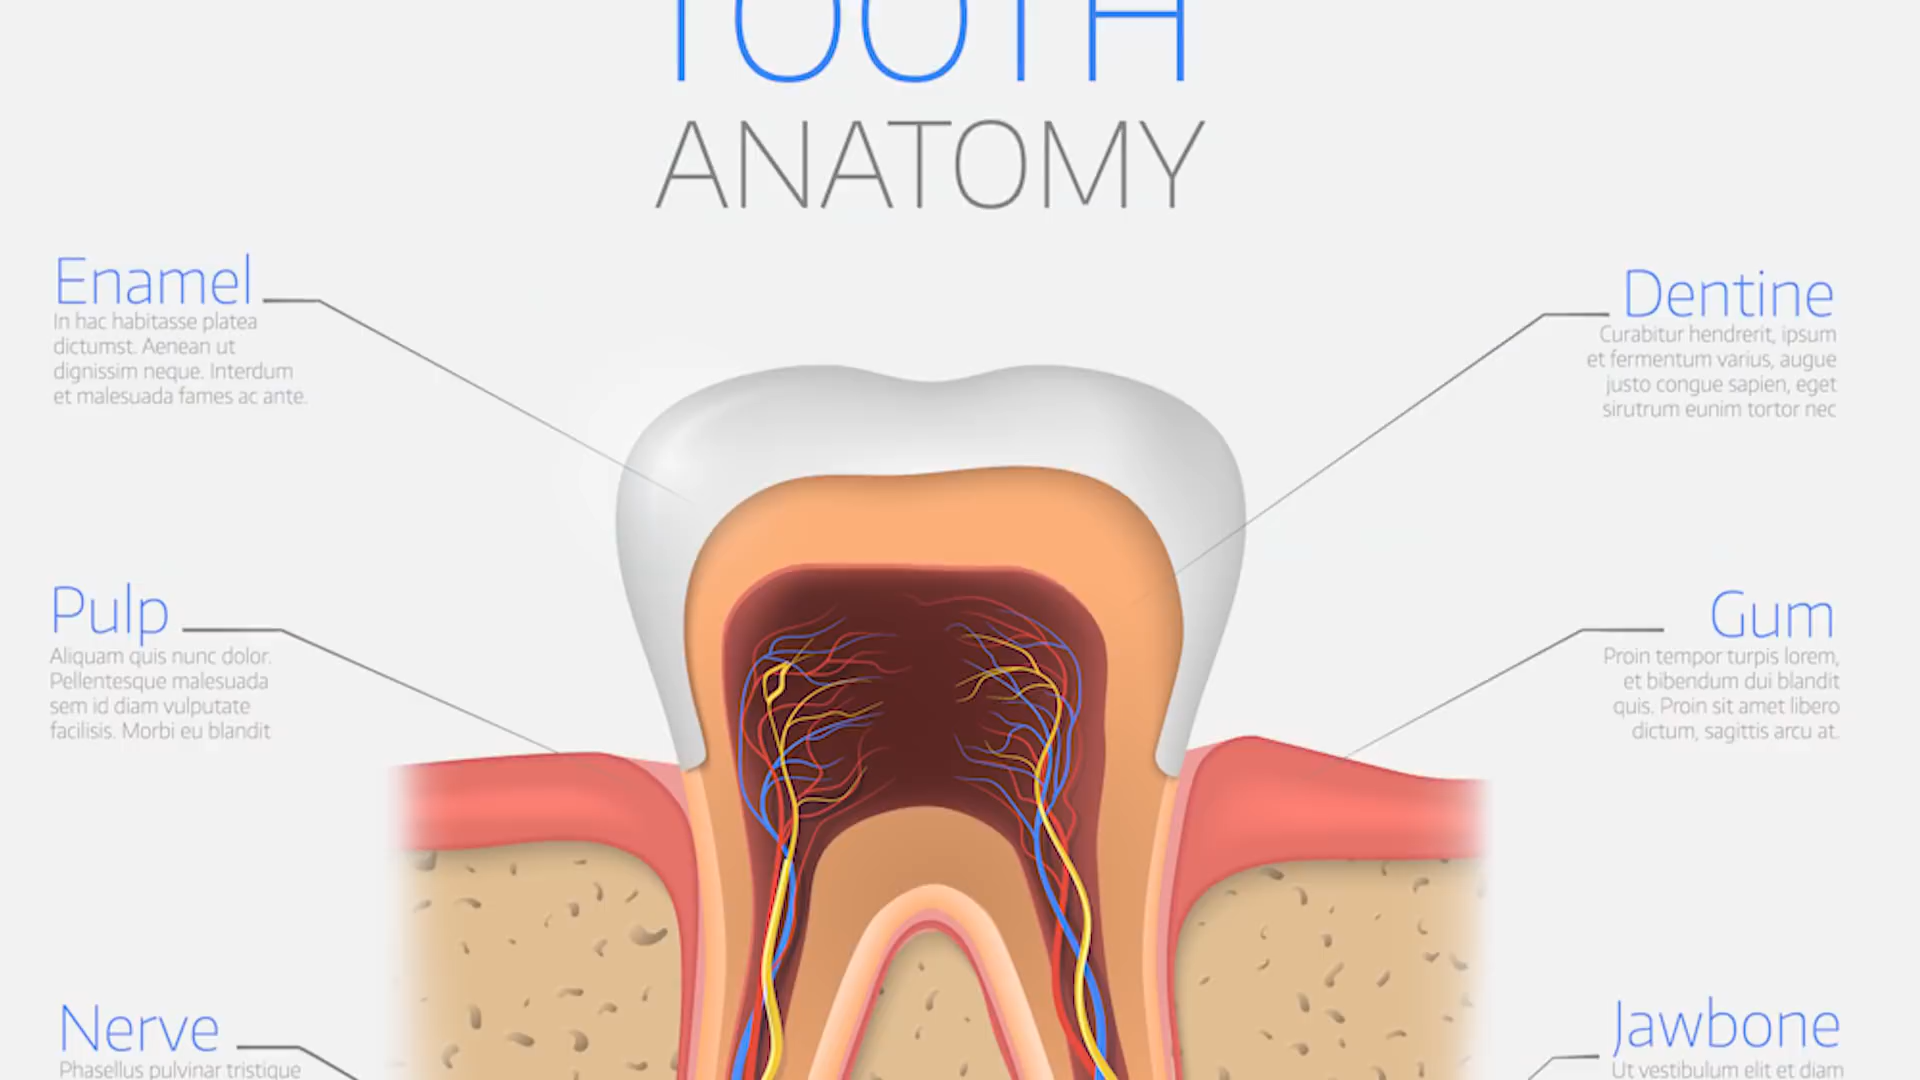 TOOTH
ANATOMY
Enamel
In hac habitasse platea
dictumst. Aenean ut
dignissim neque. Interdum
et malesuada fames ac ante.
Dentine
Curabitur hendrerit, ipsum
et fermentum varius, augue
justo congue sapien, eget
sirutrum eunim tortor nec
Pulp
Aliquam quis nunc dolor.
Pellentesque malesuada
sem id diam vulputate
facilisis. Morbi eu blandit
Gum
Proin tempor turpis lorem,
et bibendum dui blandit
quis. Proin sit amet libero
dictum, sagittis arcu at.
Nerve
Phasellus pulvinar tristique
Jawbone
Ut vestibulum elit et diam